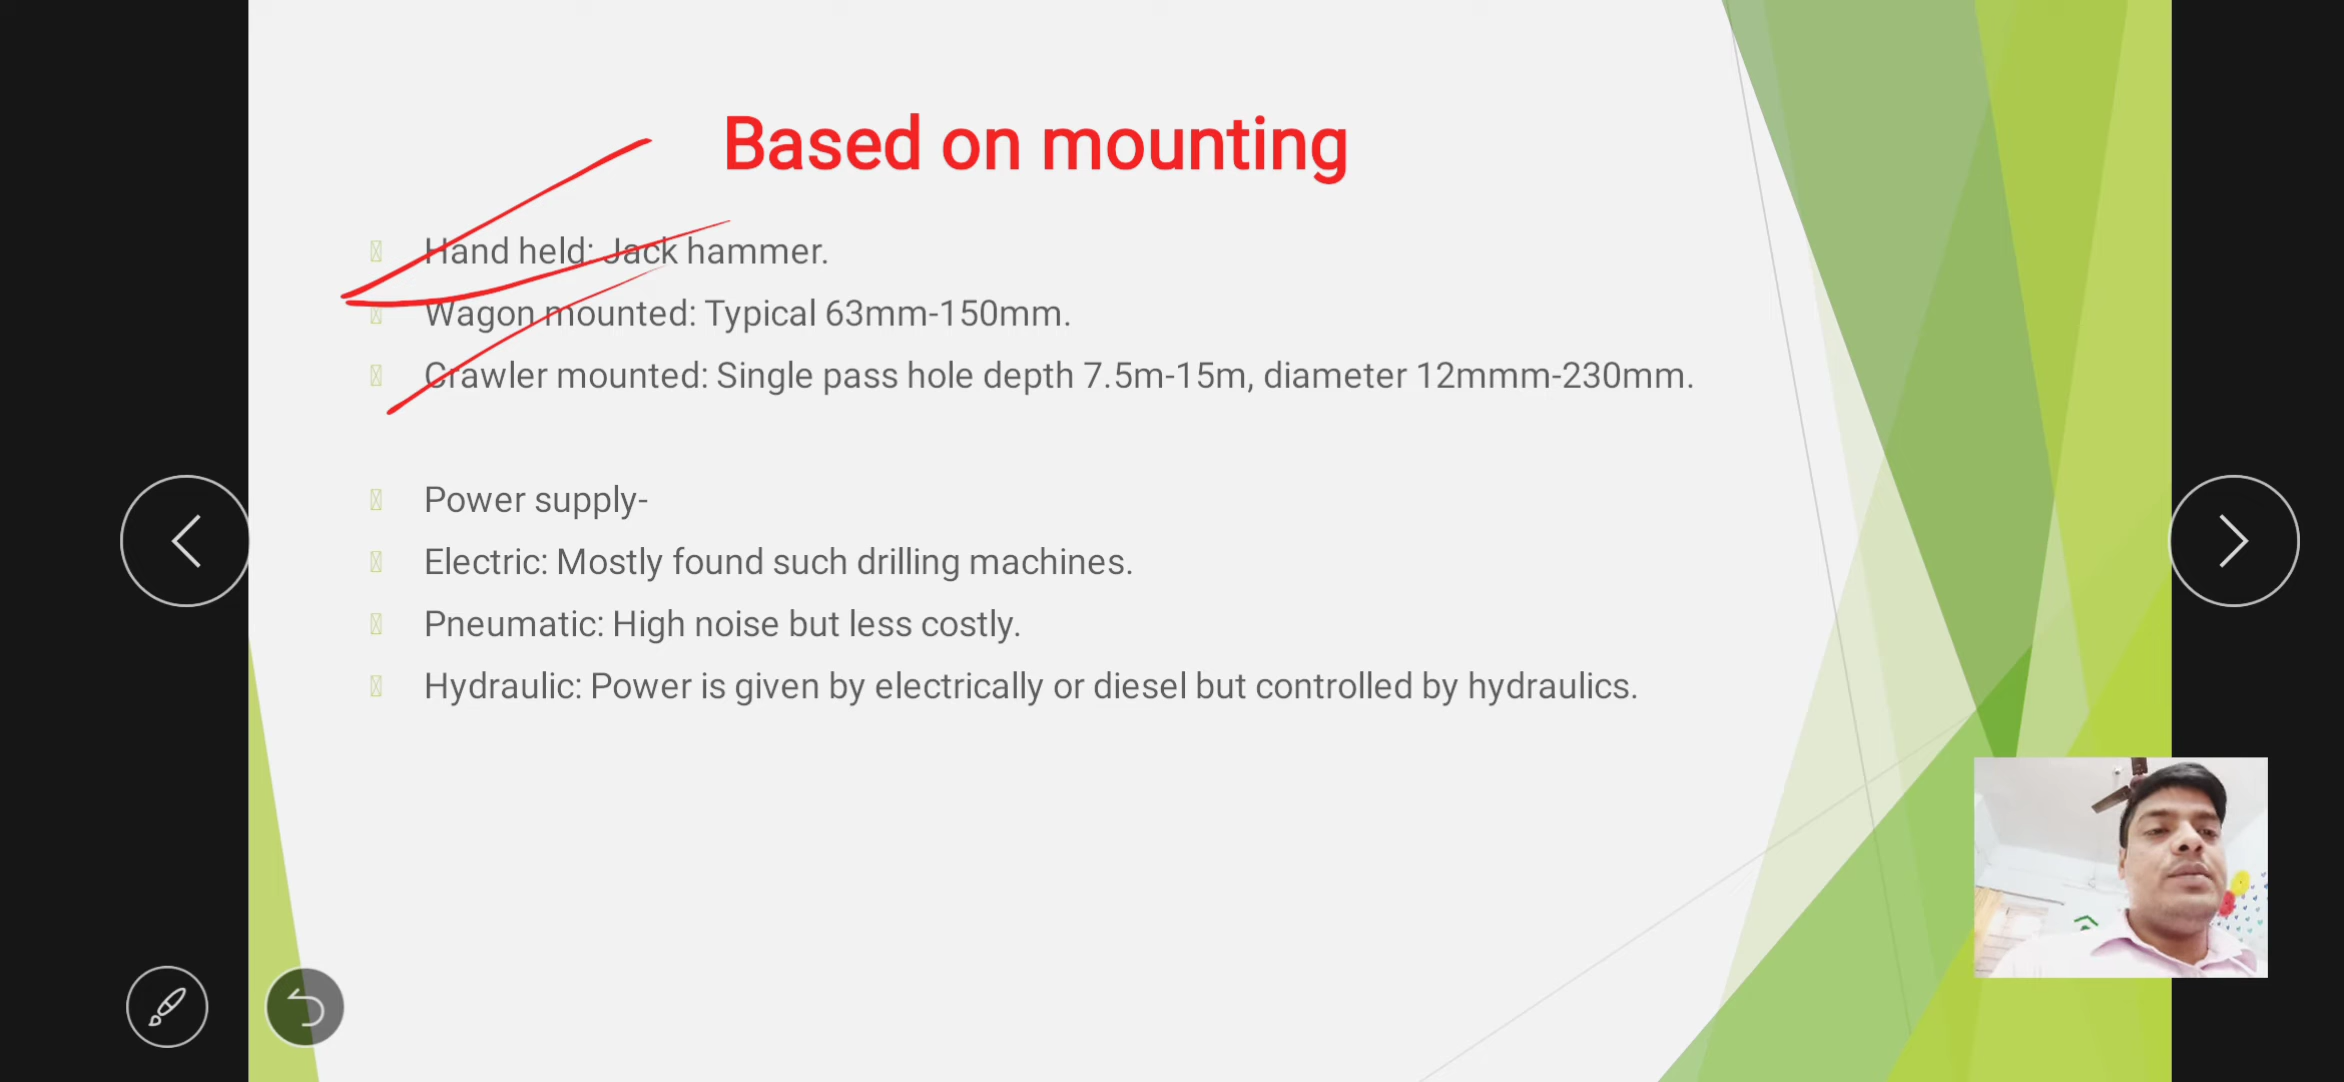 Based on mounting
Hand held: Jack hammer.
Wagon mounted: Typical 63mm-150mm.
Crawler mounted: Single pass hole depth 7.5m-15m, diameter 12mmm-230mm.
Power supply-
Electric: Mostly found such drilling machines.
Pneumatic: High noise but less costly.
Hydraulic: Power is given by electrically or diesel but controlled by hydraulics.